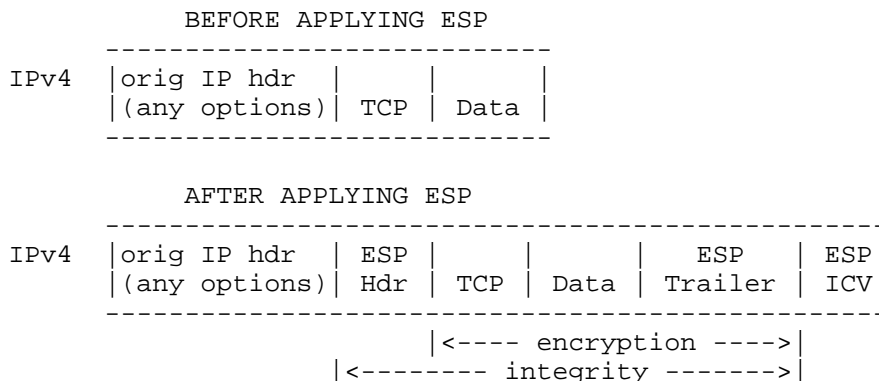 BEFORE APPLYING ESP
----------------------------
IPv4 |orig IP hdr | | |
|(any options)| TCP | Data |
----------------------------
AFTER APPLYING ESP
-------------------------------------------------
IPv4 |orig IP hdr | ESP | | | ESP | ESP
|(any options)| Hdr | TCP | Data | Trailer | ICV
-------------------------------------------------
|<---- encryption ---->|
|<-------- integrity ------->|